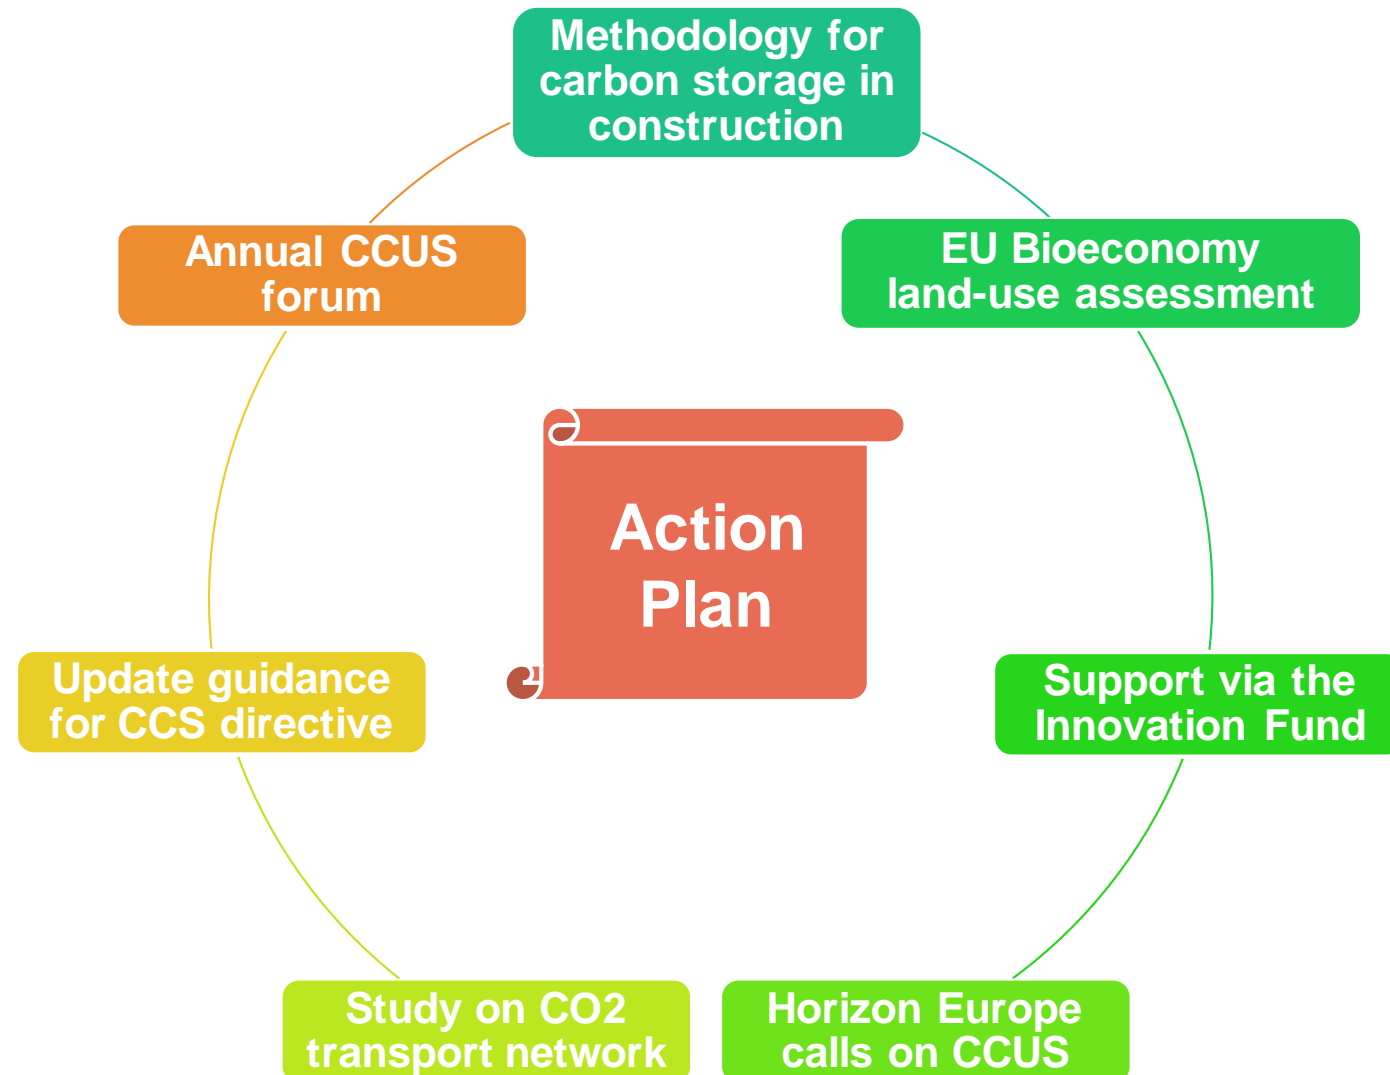 Methodology for
carbon storage in
construction
EU Bioeconomy
land-use assessment
Support via the
Innovation Fund
Horizon Europe
calls on CCUS
Study on CO2
transport network
Update guidance
for CCS directive
Annual CCUS
forum
Action
Plan